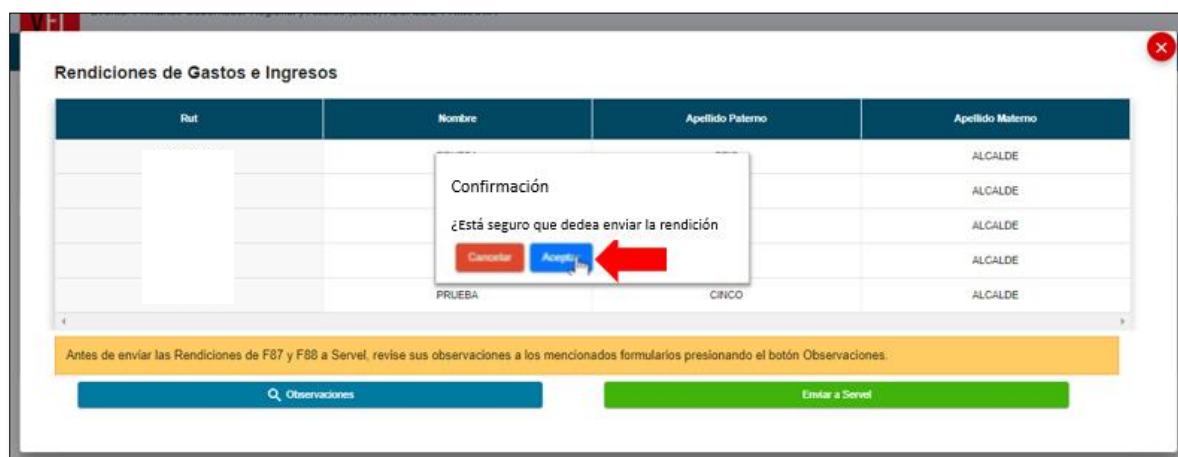 Rendiciones de Gastos e Ingresos
Rut Nombre Apellido Paterno Apellido Materno
ALCALDE
ALCALDE
ALCALDE
ALCALDE
PRUEBA CINCO ALCALDE
Confirmación
¿Está seguro que dedea enviar la rendición
Cancelar Aceptar
Antes de enviar las Rendiciones de F87 y F88 a Servel, revise sus observaciones a los mencionados formularios presionando el botón Observaciones.
Observaciones Enviar a Servel